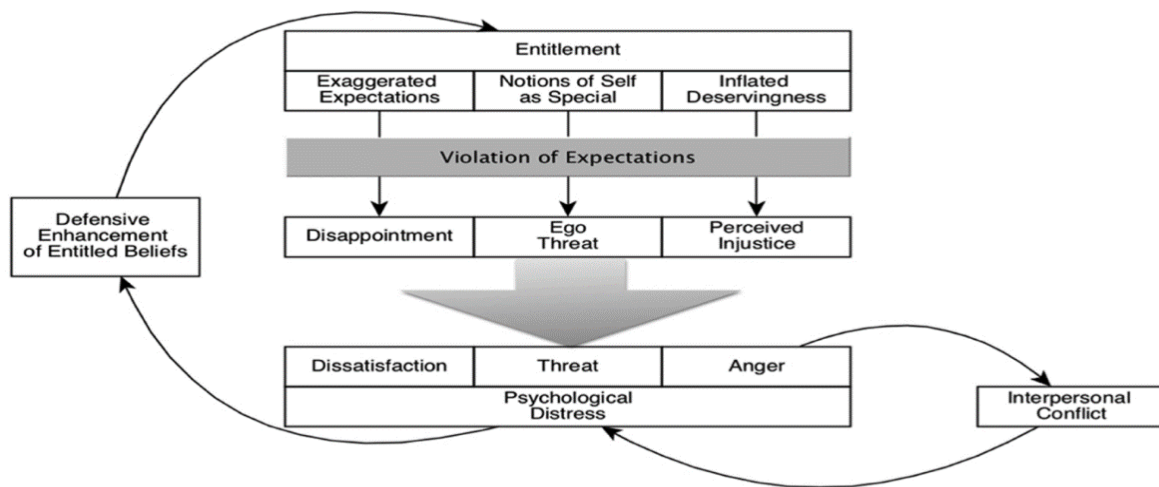 Entitlement
Exaggerated
Expectations
Notions of Self
as Special
Inflated
Deservingness
Violation of Expectations
Defensive
Enhancement
of Entitled Beliefs
Disappointment
Ego
Threat
Perceived
Injustice
Dissatisfaction
Threat
Anger
Psychological
Distress
Interpersonal
Conflict